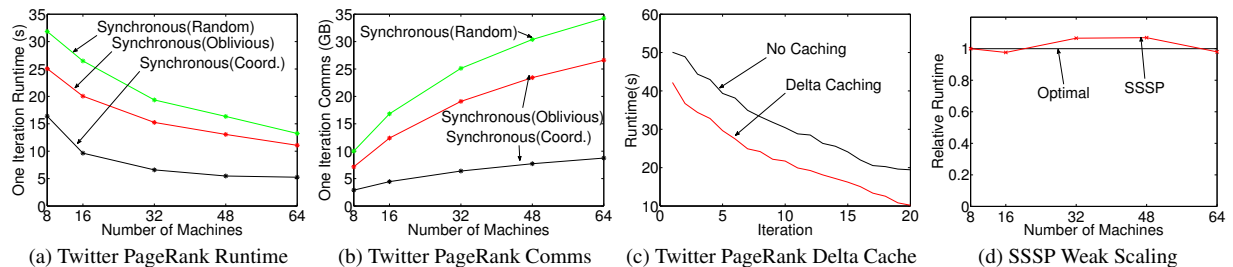 One Iteration Runtime (s)
35
30
25
20
15
10
5
0
8
16
32
48
64
Number of Machines
Synchronous(Random)
Synchronous(Oblivious)
Synchronous(Coord.)
(a) Twitter PageRank Runtime
One Iteration Comms (GB)
35
30
25
20
15
10
5
0
8
16
32
48
64
Number of Machines
Synchronous(Random)
Synchronous(Oblivious)
Synchronous(Coord.)
(b) Twitter PageRank Comms
Runtime(s)
60
50
40
30
20
10
0
5
10
15
20
Iteration
No Caching
Delta Caching
(c) Twitter PageRank Delta Cache
Relative Runtime
1
0.8
0.6
0.4
0.2
0
8
16
32
48
64
Number of Machines
Optimal
SSSP
(d) SSSP Weak Scaling